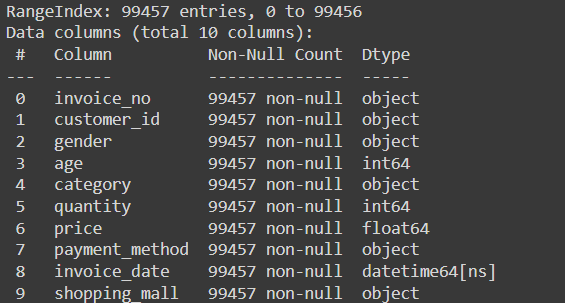 RangeIndex: 99457 entries, 0 to 99456
Data columns (total 10 columns):
 #   Column          Non-Null Count  Dtype
---  ------          --------------  -----
 0   invoice_no      99457 non-null  object
 1   customer_id     99457 non-null  object
 2   gender          99457 non-null  object
 3   age             99457 non-null  int64
 4   category        99457 non-null  object
 5   quantity        99457 non-null  int64
 6   price           99457 non-null  float64
 7   payment_method  99457 non-null  object
 8   invoice_date    99457 non-null  datetime64[ns]
 9   shopping_mall   99457 non-null  object